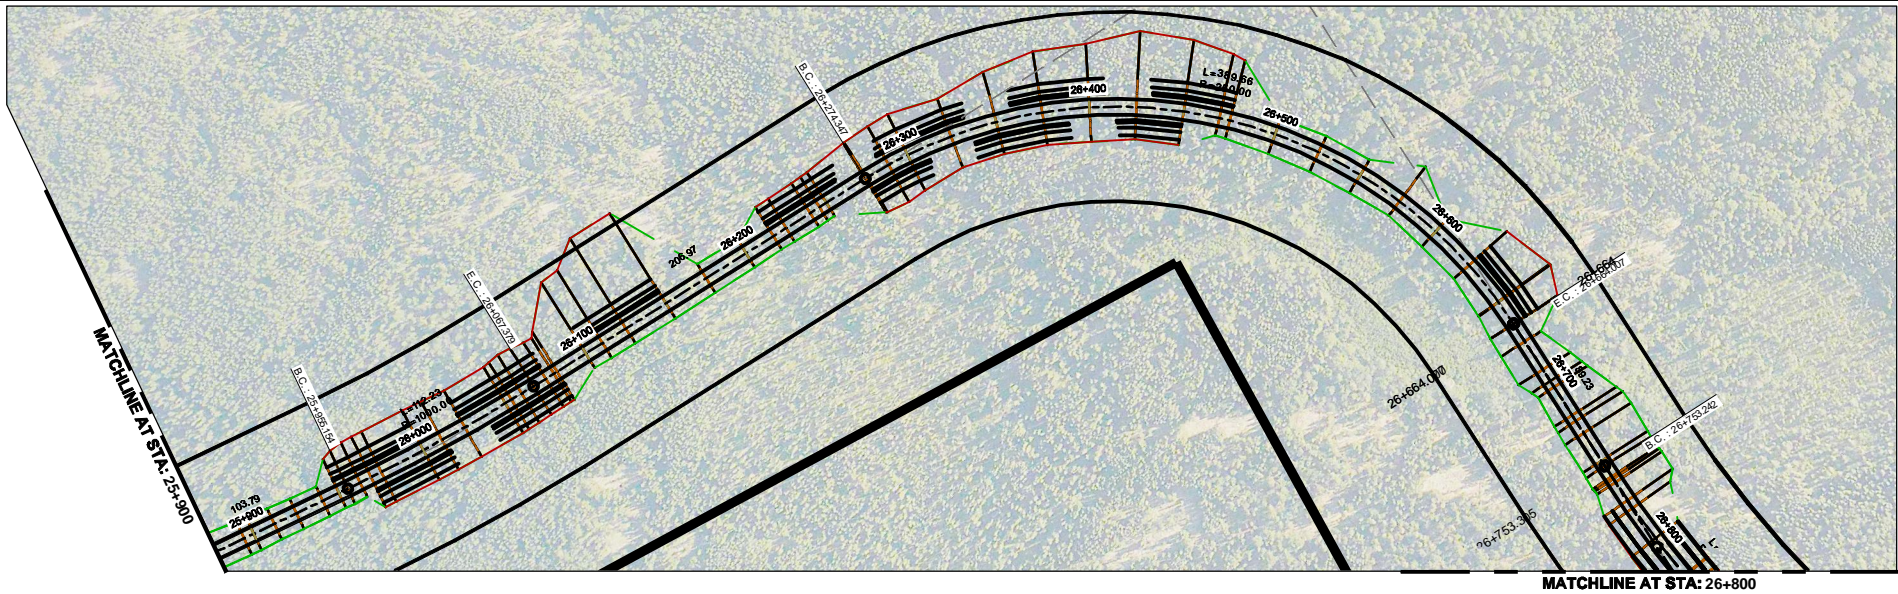 MATCHLINE AT STA: 25+900
103.79
25+900
B.C. : 25+955.154
L=112.23
26+000
E.C. : 26+067.379
26+100
206.97
26+200
B.C. : 26+274.347
26+300
26+400
L=389.66
26+500
26+600
26+664
E.C. : 26+664.007
26+664.000
26+700
B.C. : 26+753.242
26+753.305
26+800
MATCHLINE AT STA: 26+800